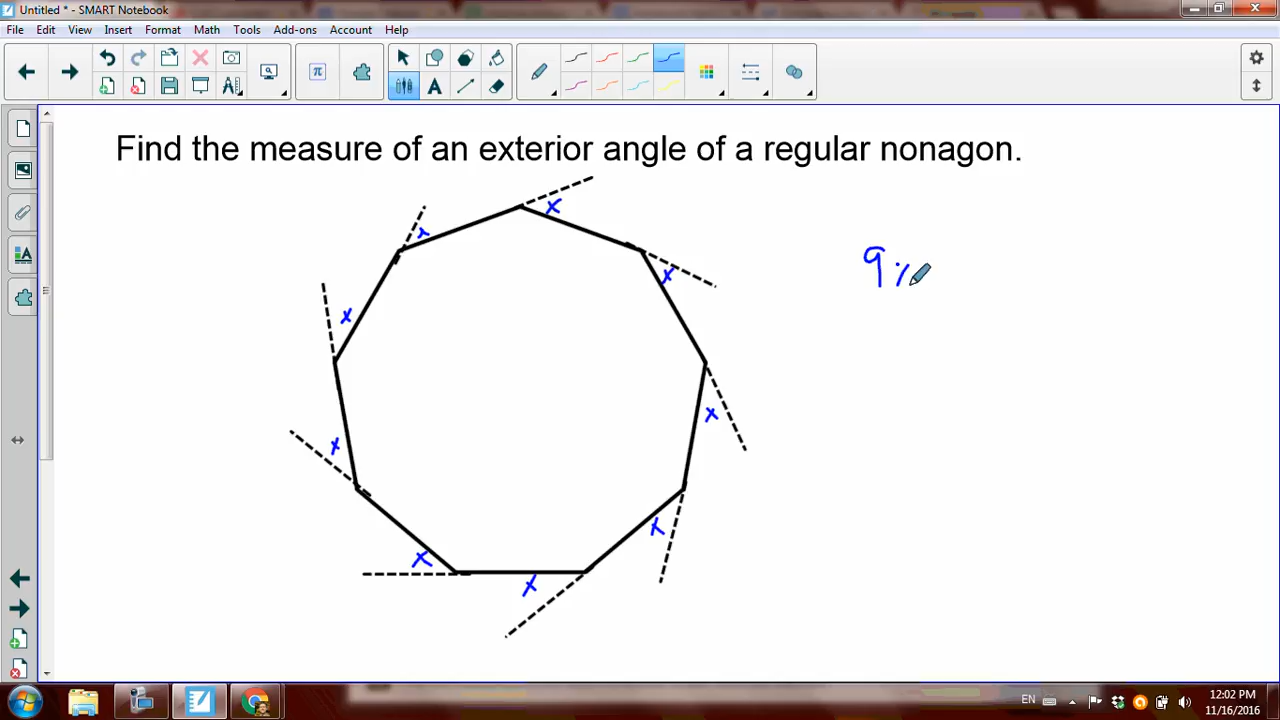 Untitled * - SMART Notebook
File Edit View Insert Format Math Tools Add-ons Account Help
π
A
A
Find the measure of an exterior angle of a regular nonagon.
x
x
x
x
x
x
x
x
x
9x
EN
12:02 PM
11/16/2016